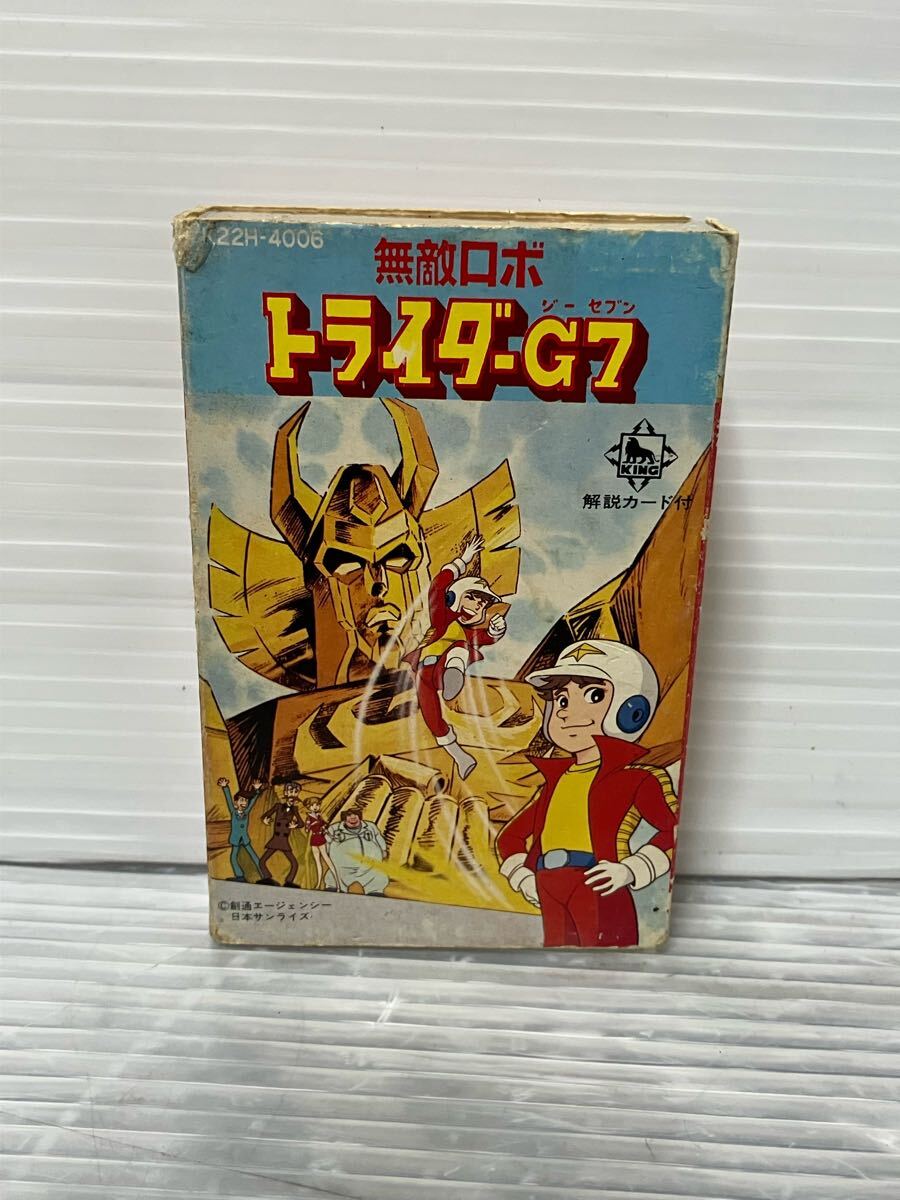 K22H-4006
無敵ロボ
ジー セブン
トライダーG7
KING
解説カード付
©創通エージェンシー
日本サンライズ